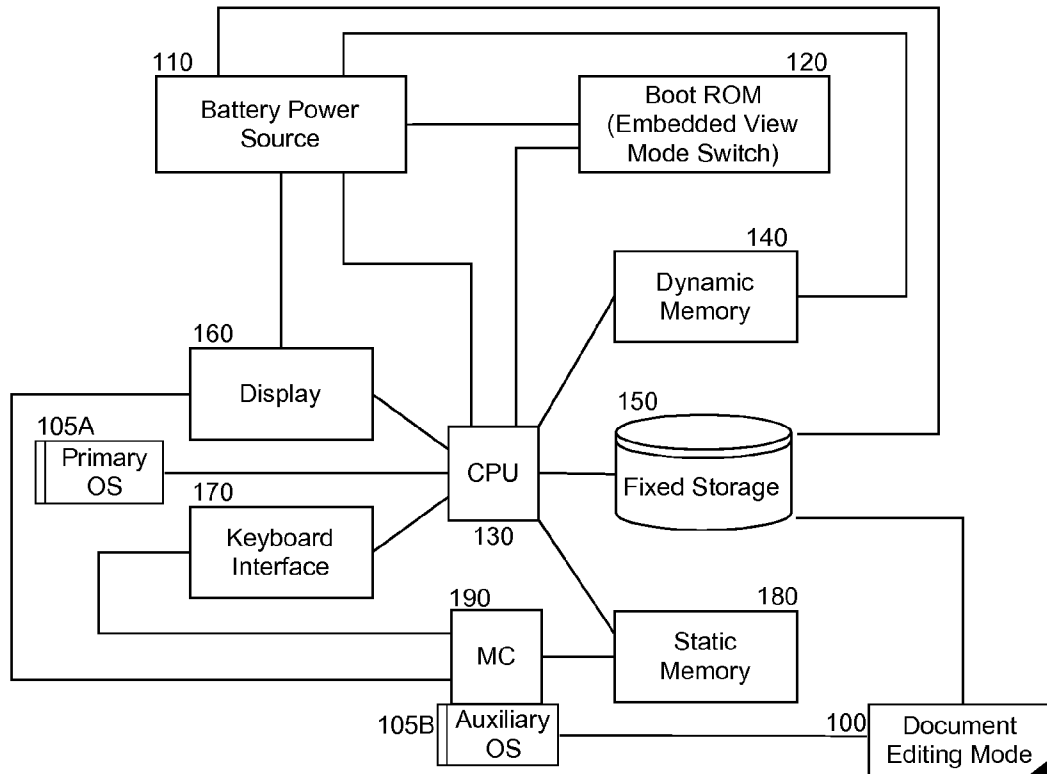 110
Battery Power
Source
120
Boot ROM
(Embedded View
Mode Switch)
140
Dynamic
Memory
160
Display
150
Fixed Storage
105A
Primary
OS
CPU
130
170
Keyboard
Interface
190
MC
180
Static
Memory
105B
Auxiliary
OS
100
Document
Editing Mode